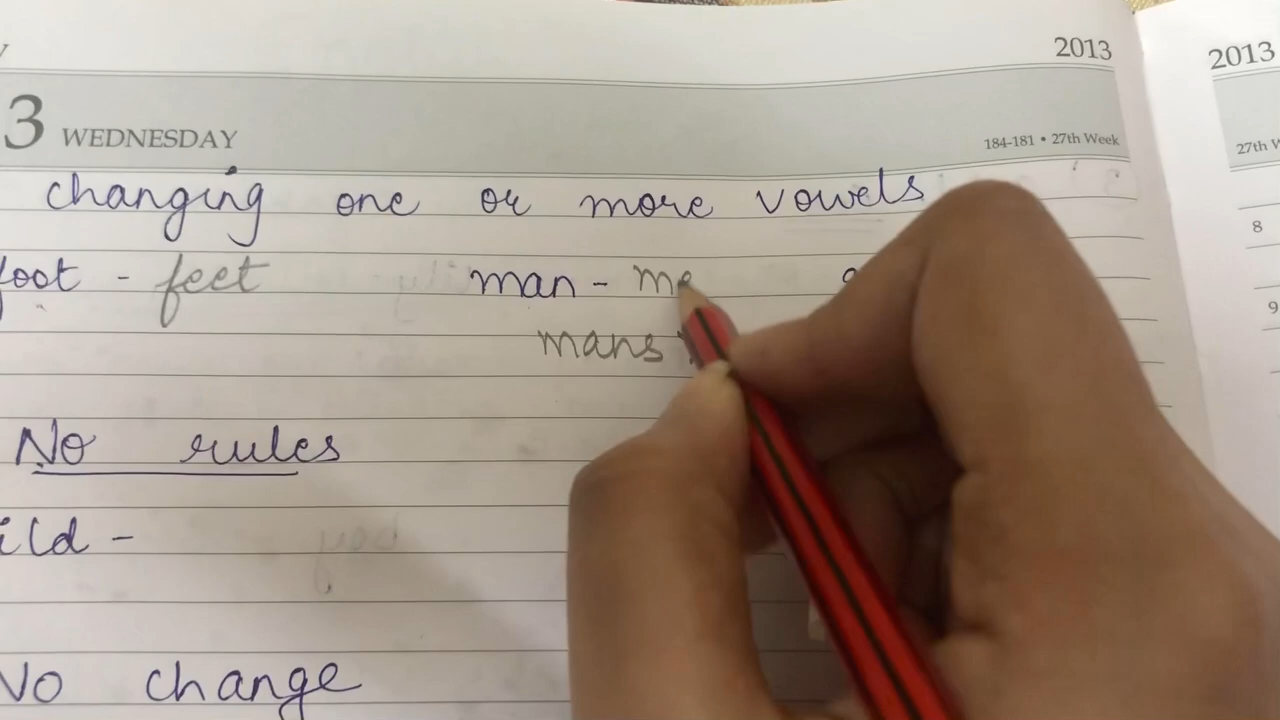 2013
2013
3 WEDNESDAY
184-181 • 27th Week
27th W
changing one or more vowels
foot - feet man - me
8
mans
9
No rules
ild -
No change